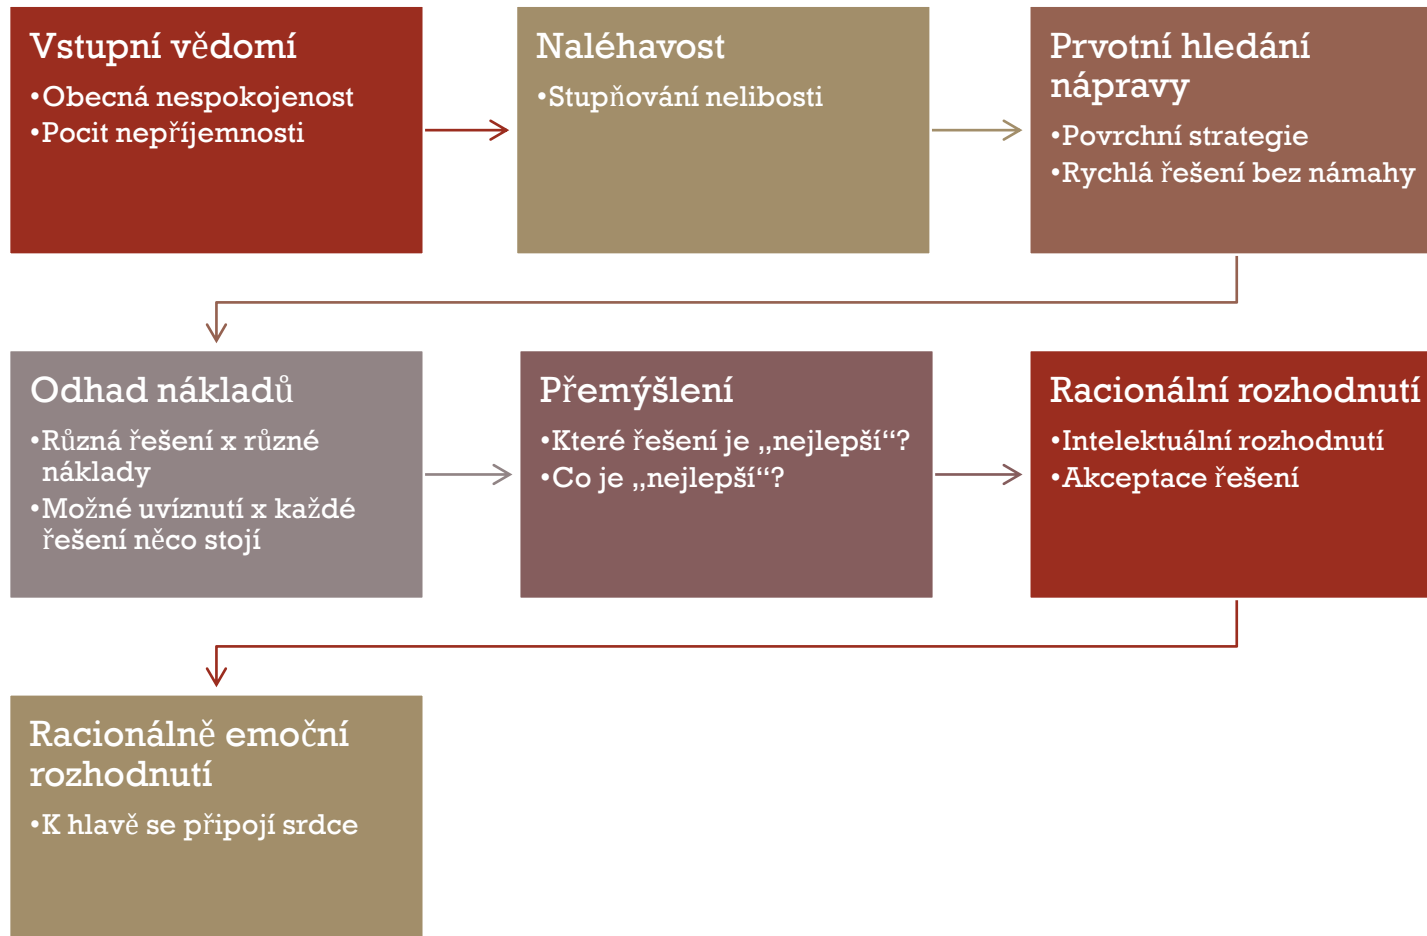 Vstupní vědomí
•Obecná nespokojenost
•Pocit nepříjemnosti
Naléhavost
•Stupňování nelibosti
Prvotní hledání
nápravy
•Povrchní strategie
•Rychlá řešení bez námahy
Odhad nákladů
•Různá řešení x různé
náklady
•Možné uvíznutí x každé
řešení něco stojí
Přemýšlení
•Které řešení je „nejlepší“?
•Co je „nejlepší“?
Racionální rozhodnutí
•Intelektuální rozhodnutí
•Akceptace řešení
Racionálně emoční
rozhodnutí
•K hlavě se připojí srdce